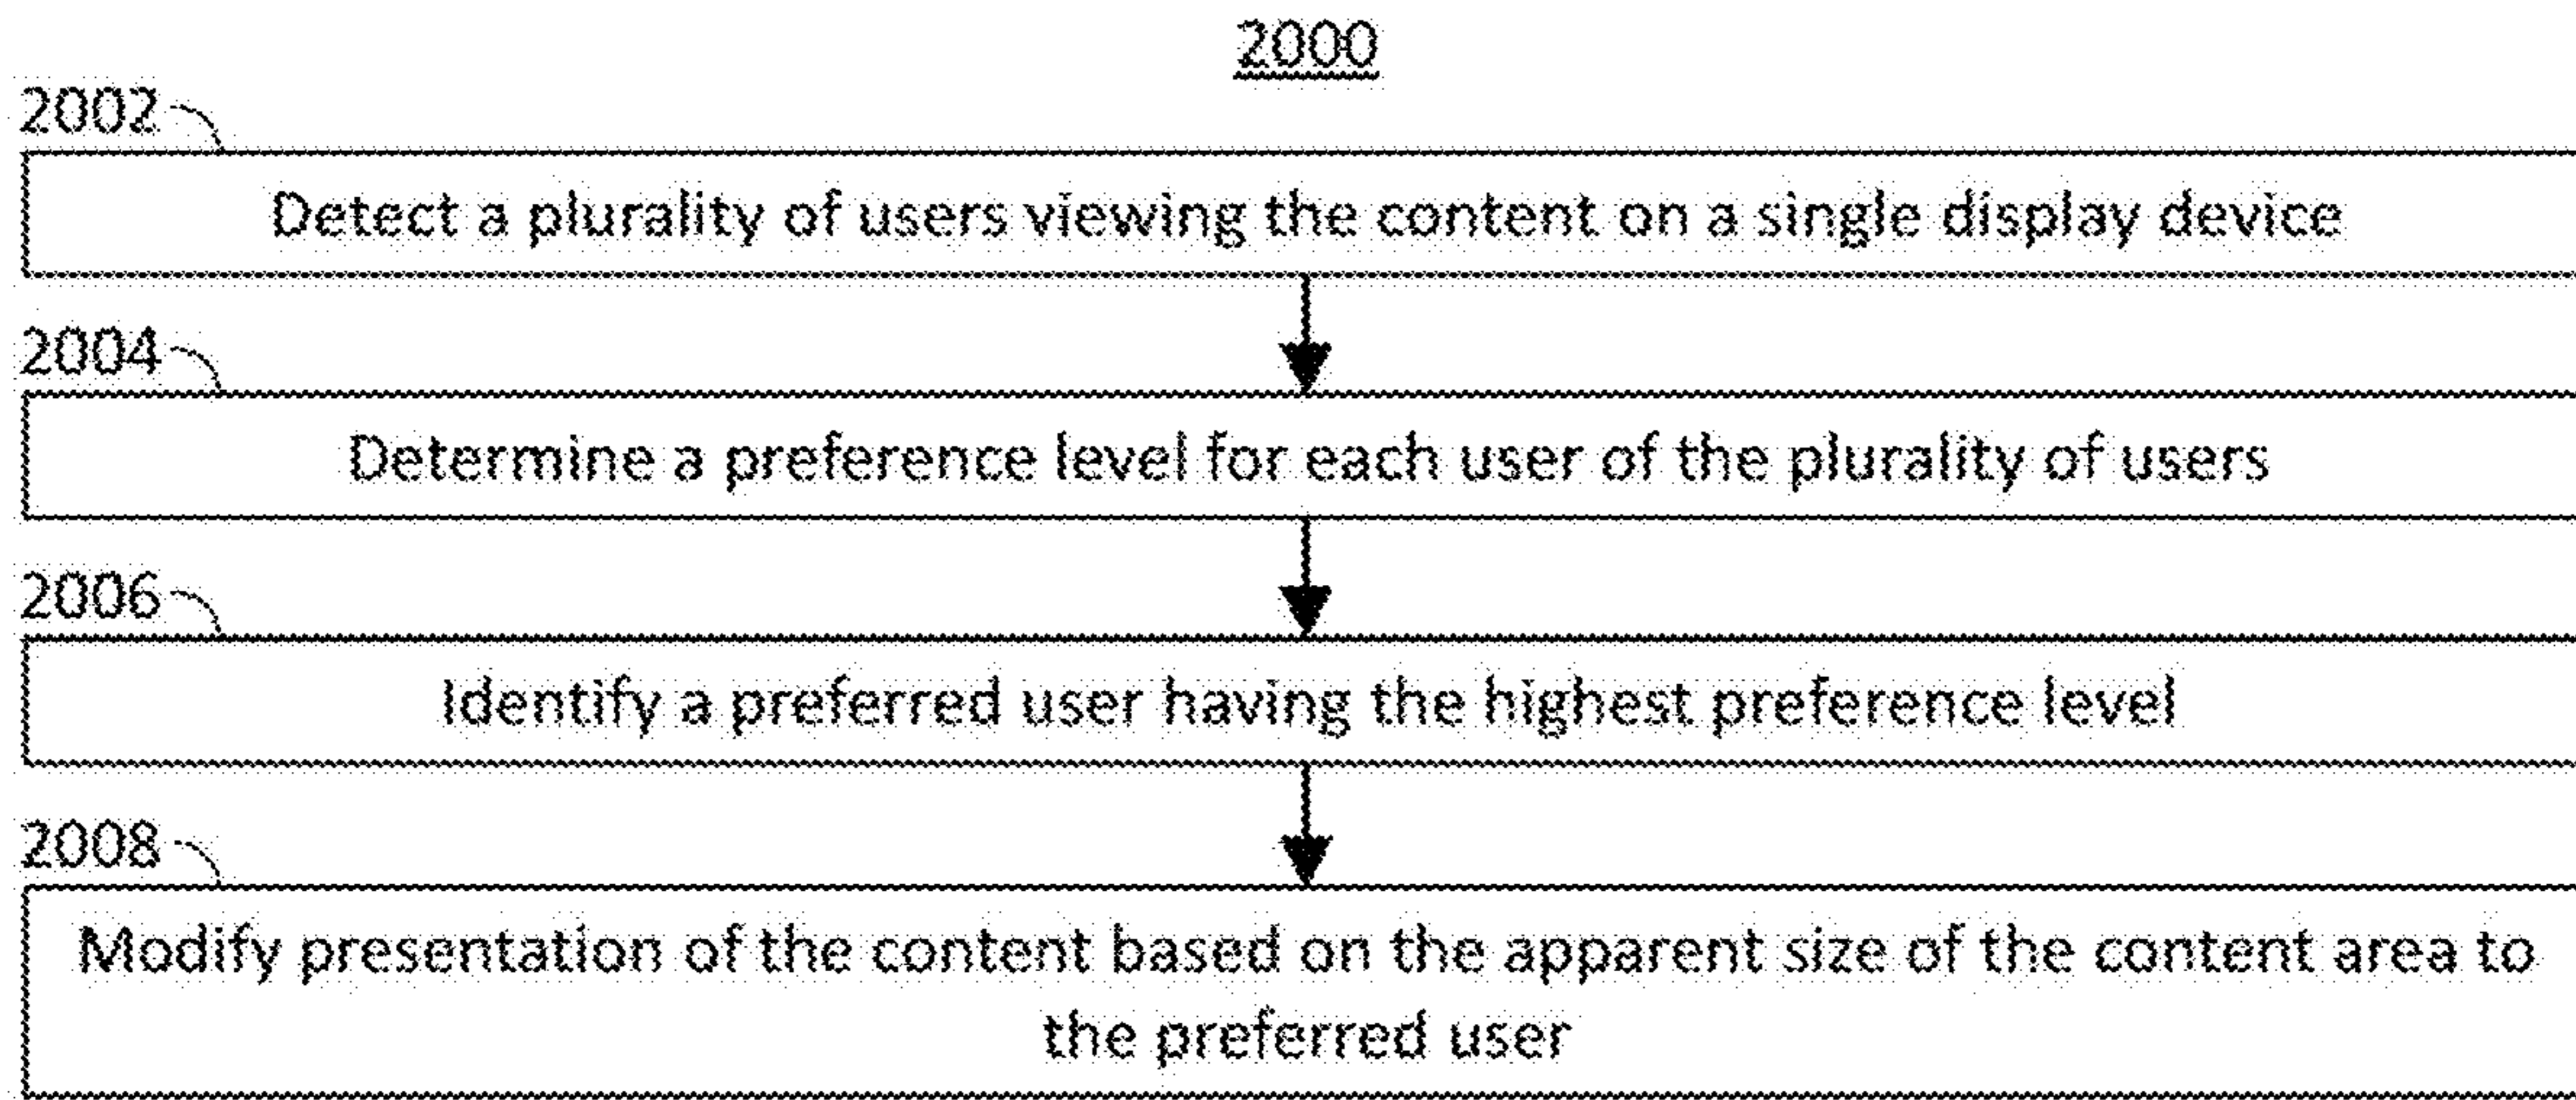 2000
2002
Detect a plurality of users viewing the content on a single display device
2004
Determine a preference level for each user of the plurality of users
2006
Identify a preferred user having the highest preference level
2008
Modify presentation of the content based on the apparent size of the content area to
the preferred user